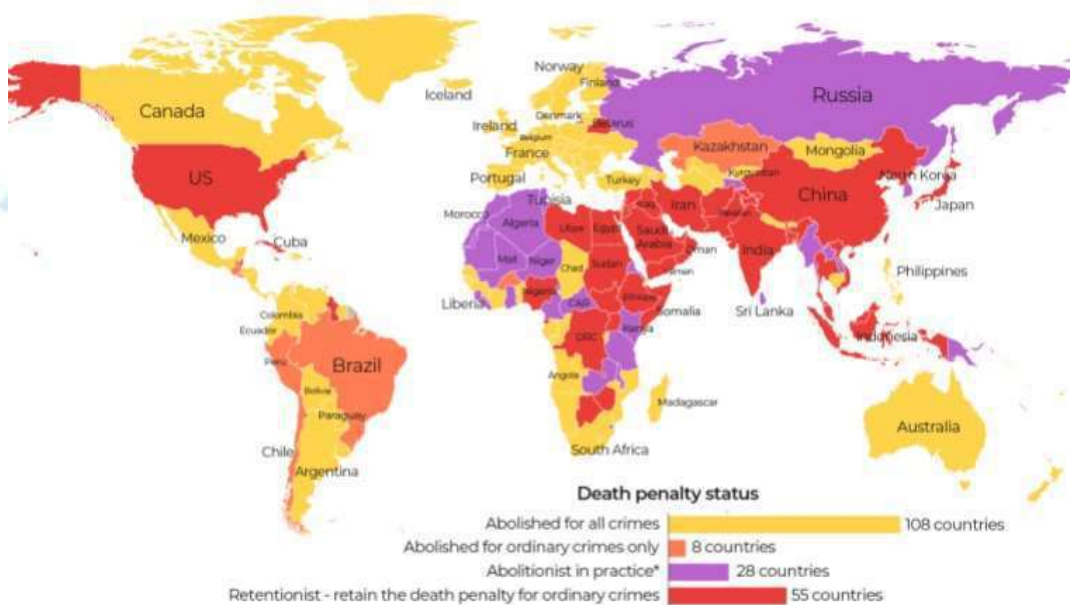 Norway
Finland
Iceland
Russia
Canada
Denmark
Ireland
Belarus
Belgium
Kazakhstan
France
Mongolia
Portugal
Turkey
Kyrgyzstan
US
North Korea
Tunisia
China
Morocco
Iraq
Iran
Japan
Algeria
Pakistan
Libya
Egypt
Saudi
Arabia
Mexico
Cuba
Oman
India
Mali
Niger
Chad
Sudan
Yemen
Philippines
Nigeria
Ethiopia
Liberia
CAR
Somalia
Sri Lanka
Colombia
Ecuador
Kenya
Indonesia
DRC
Peru
Brazil
Angola
Bolivia
Madagascar
Paraguay
Australia
Chile
South Africa
Argentina
Death penalty status
Abolished for all crimes 108 countries
Abolished for ordinary crimes only 8 countries
Abolitionist in practice* 28 countries
Retentionist - retain the death penalty for ordinary crimes 55 countries